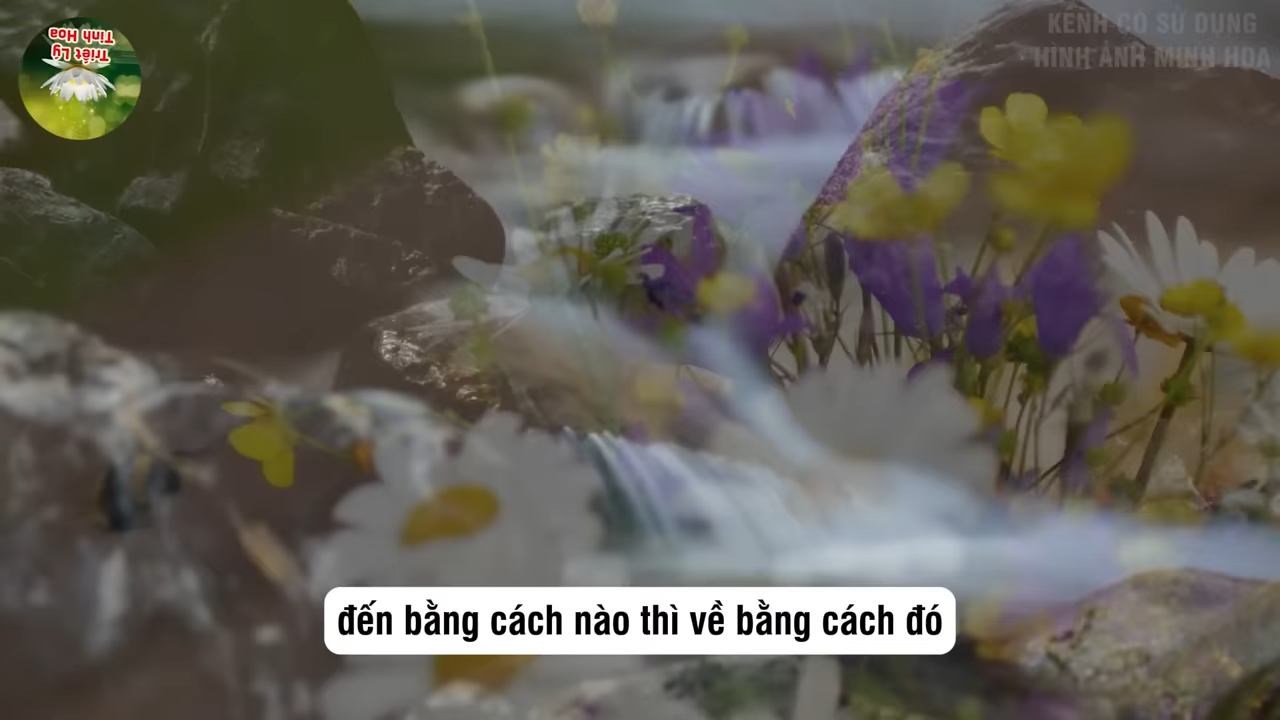 Triết Lý
Tinh Hoa
KÊNH CÓ SỬ DỤNG
HÌNH ẢNH MINH HOA
đến bằng cách nào thì về bằng cách đó